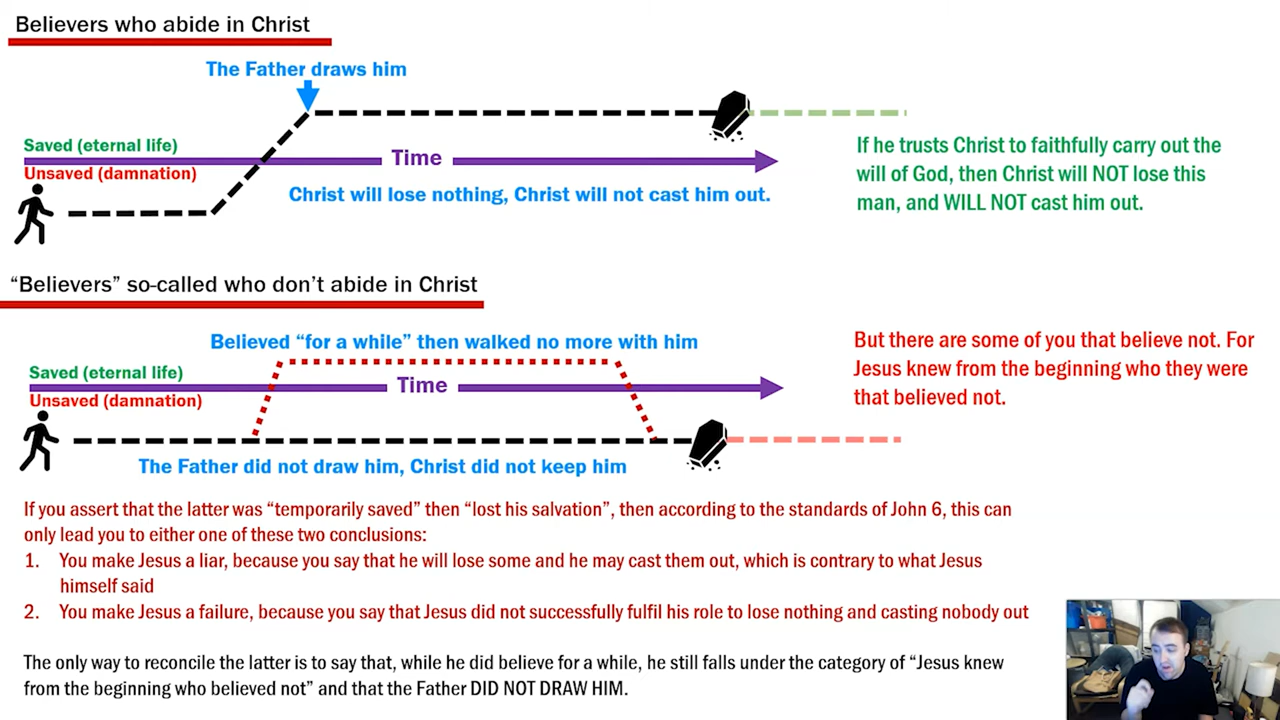 Believers who abide in Christ
The Father draws him
Saved (eternal life)
Time
Unsaved (damnation)
Christ will lose nothing, Christ will not cast him out.
If he trusts Christ to faithfully carry out the
will of God, then Christ will NOT lose this
man, and WILL NOT cast him out.
“Believers” so-called who don’t abide in Christ
Believed “for a while” then walked no more with him
Saved (eternal life)
Time
Unsaved (damnation)
The Father did not draw him, Christ did not keep him
But there are some of you that believe not. For
Jesus knew from the beginning who they were
that believed not.
If you assert that the latter was “temporarily saved” then “lost his salvation”, then according to the standards of John 6, this can
only lead you to either one of these two conclusions:
1. You make Jesus a liar, because you say that he will lose some and he may cast them out, which is contrary to what Jesus
himself said
2. You make Jesus a failure, because you say that Jesus did not successfully fulfil his role to lose nothing and casting nobody out
The only way to reconcile the latter is to say that, while he did believe for a while, he still falls under the category of “Jesus knew
from the beginning who believed not” and that the Father DID NOT DRAW HIM.